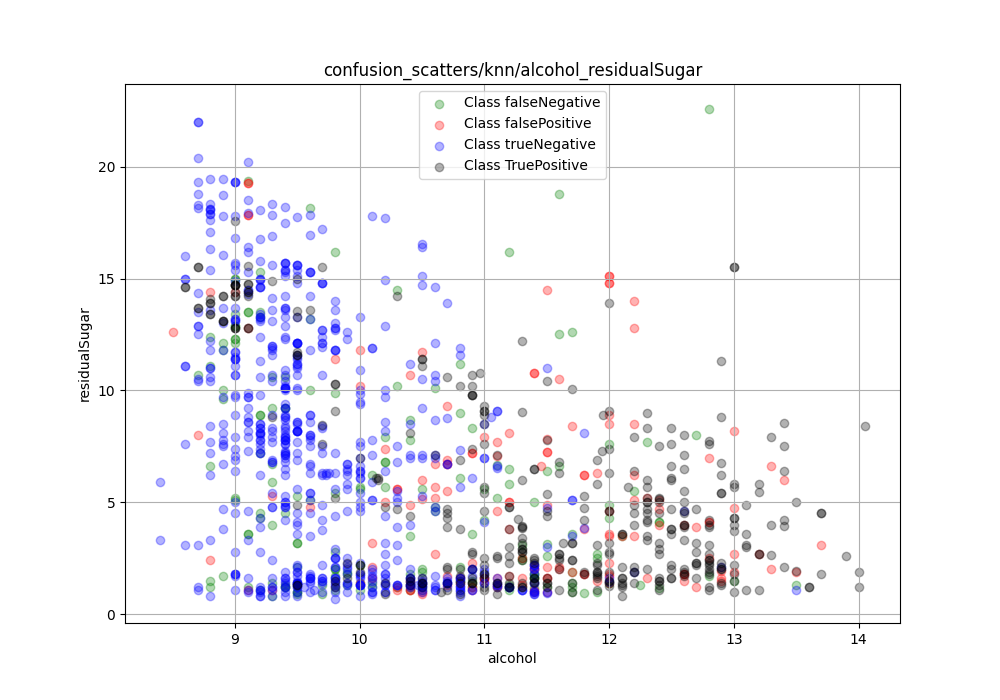 confusion_scatters/knn/alcohol_residualSugar
Class falseNegative
Class falsePositive
Class trueNegative
Class TruePositive
20
15
10
5
0
residualSugar
9 10 11 12 13 14
alcohol